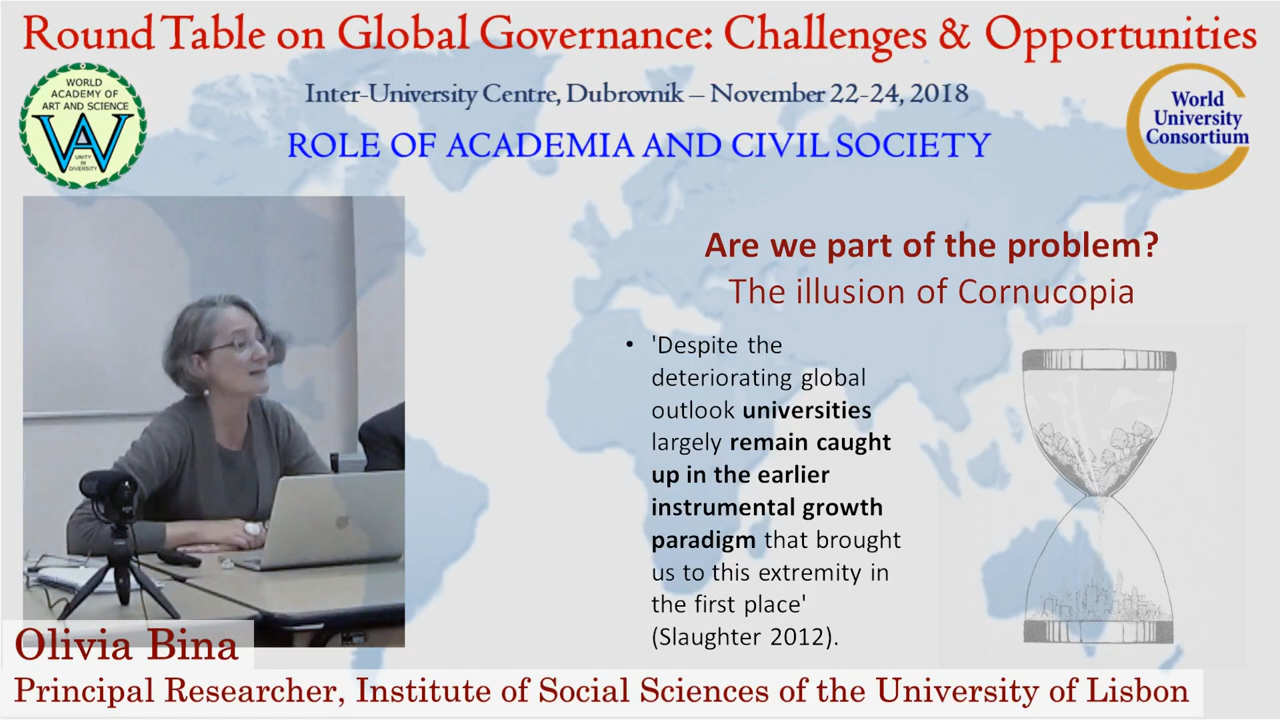 Round Table on Global Governance: Challenges & Opportunities
Inter-University Centre, Dubrovnik – November 22-24, 2018
ROLE OF ACADEMIA AND CIVIL SOCIETY
WORLD
ACADEMY OF
ART AND SCIENCE
WA
UNITY
IN
DIVERSITY
World
University
Consortium
Are we part of the problem?
The illusion of Cornucopia
• 'Despite the
deteriorating global
outlook universities
largely remain caught
up in the earlier
instrumental growth
paradigm that brought
us to this extremity in
the first place'
(Slaughter 2012).
Olivia Bina
Principal Researcher, Institute of Social Sciences of the University of Lisbon